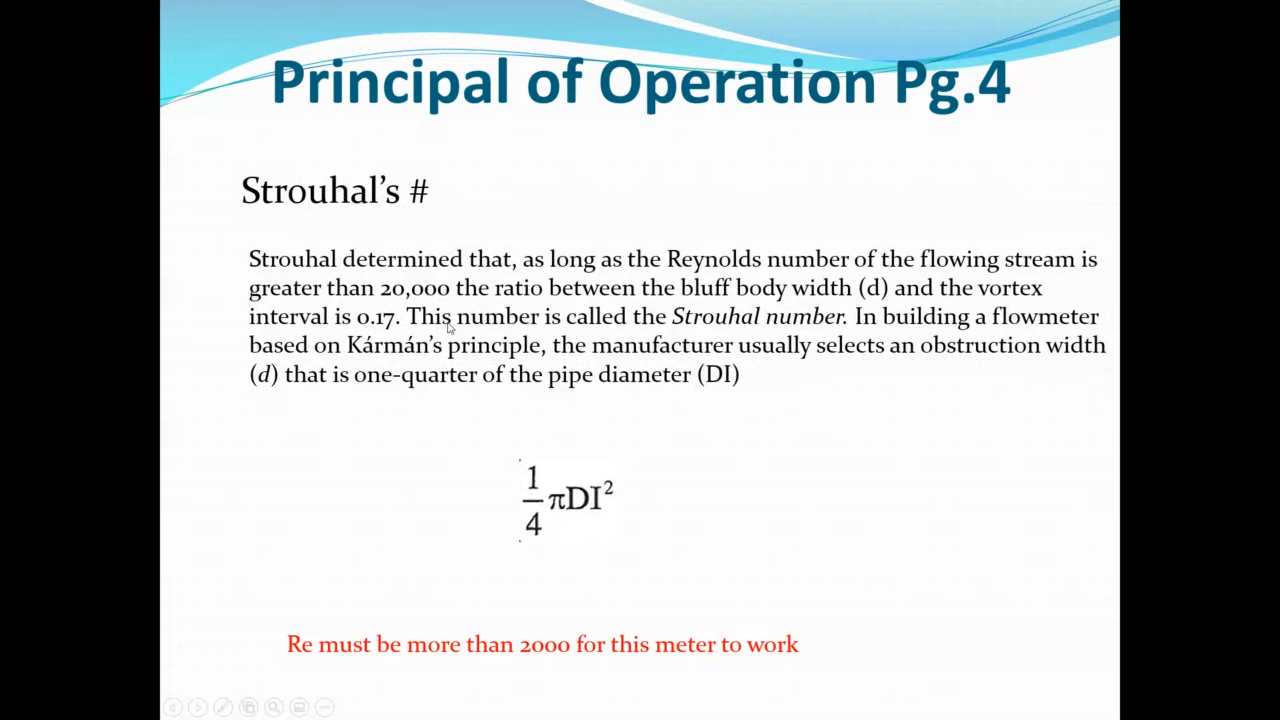 Principal of Operation Pg.4
Strouhal’s #
Strouhal determined that, as long as the Reynolds number of the flowing stream is
greater than 20,000 the ratio between the bluff body width (d) and the vortex
interval is 0.17. This number is called the Strouhal number. In building a flowmeter
based on Kármán’s principle, the manufacturer usually selects an obstruction width
(d) that is one-quarter of the pipe diameter (DI)
1/4 πDI²
Re must be more than 2000 for this meter to work